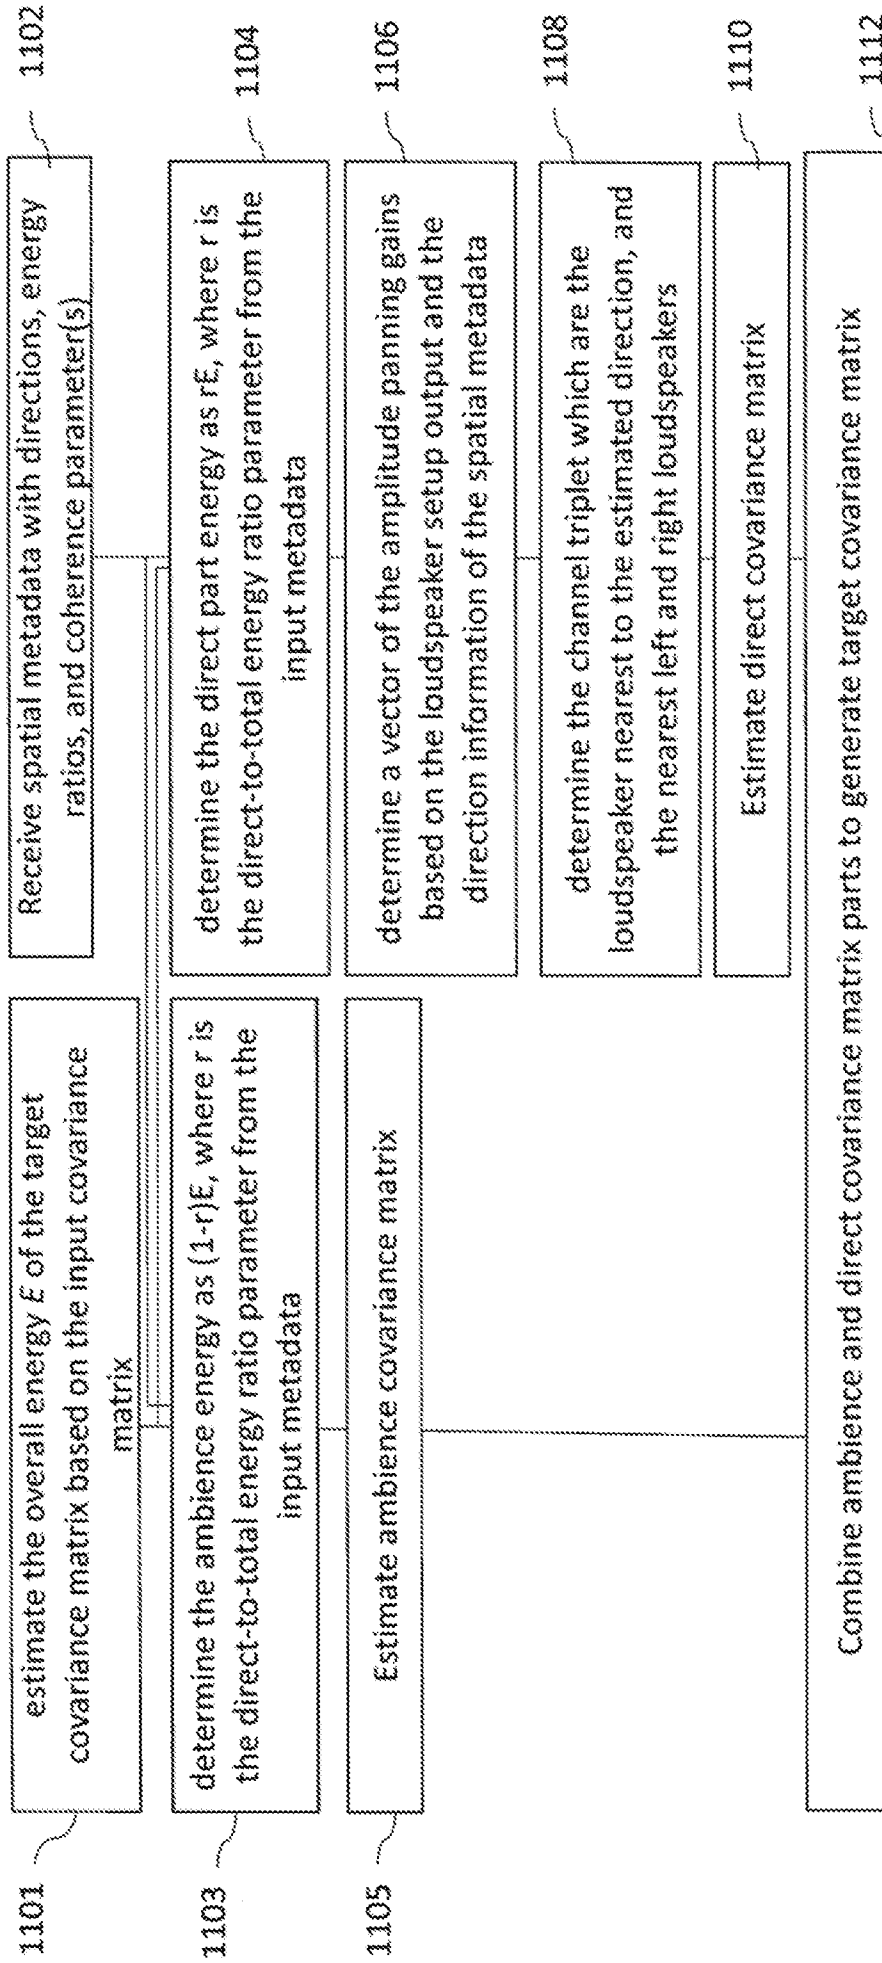 1101
estimate the overall energy E of the target
covariance matrix based on the input covariance
matrix
Receive spatial metadata with directions, energy
ratios, and coherence parameter(s)
1102
1103
determine the ambience energy as (1-r)E, where r is
the direct-to-total energy ratio parameter from the
input metadata
determine the direct part energy as rE, where r is
the direct-to-total energy ratio parameter from the
input metadata
1104
1105
Estimate ambience covariance matrix
determine a vector of the amplitude panning gains
based on the loudspeaker setup output and the
direction information of the spatial metadata
1106
determine the channel triplet which are the
loudspeaker nearest to the estimated direction, and
the nearest left and right loudspeakers
1108
Estimate direct covariance matrix
1110
Combine ambience and direct covariance matrix parts to generate target covariance matrix
1112